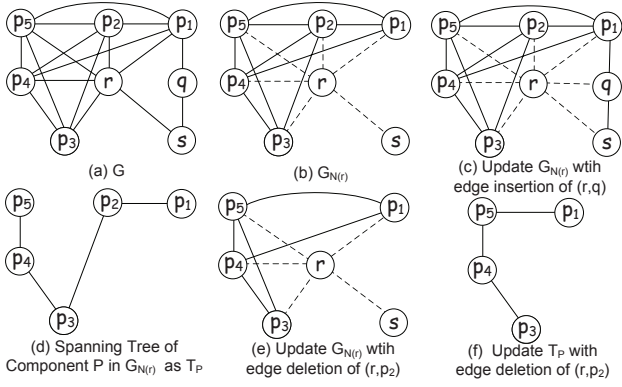 p5 p2 p1
p4 r q
p3 s
(a) G
p5 p2 p1
p4 r
p3 s
(b) GN(r)
p5 p2 p1
p4 r q
p3 s
(c) Update GN(r) wtih
edge insertion of (r,q)
p5 p2 p1
p4
p3
(d) Spanning Tree of
Component P in GN(r) as TP
p5 p1
p4 r
p3 s
(e) Update GN(r) wtih
edge deletion of (r,p2)
p5 p1
p4
p3
(f) Update TP with
edge deletion of (r,p2)